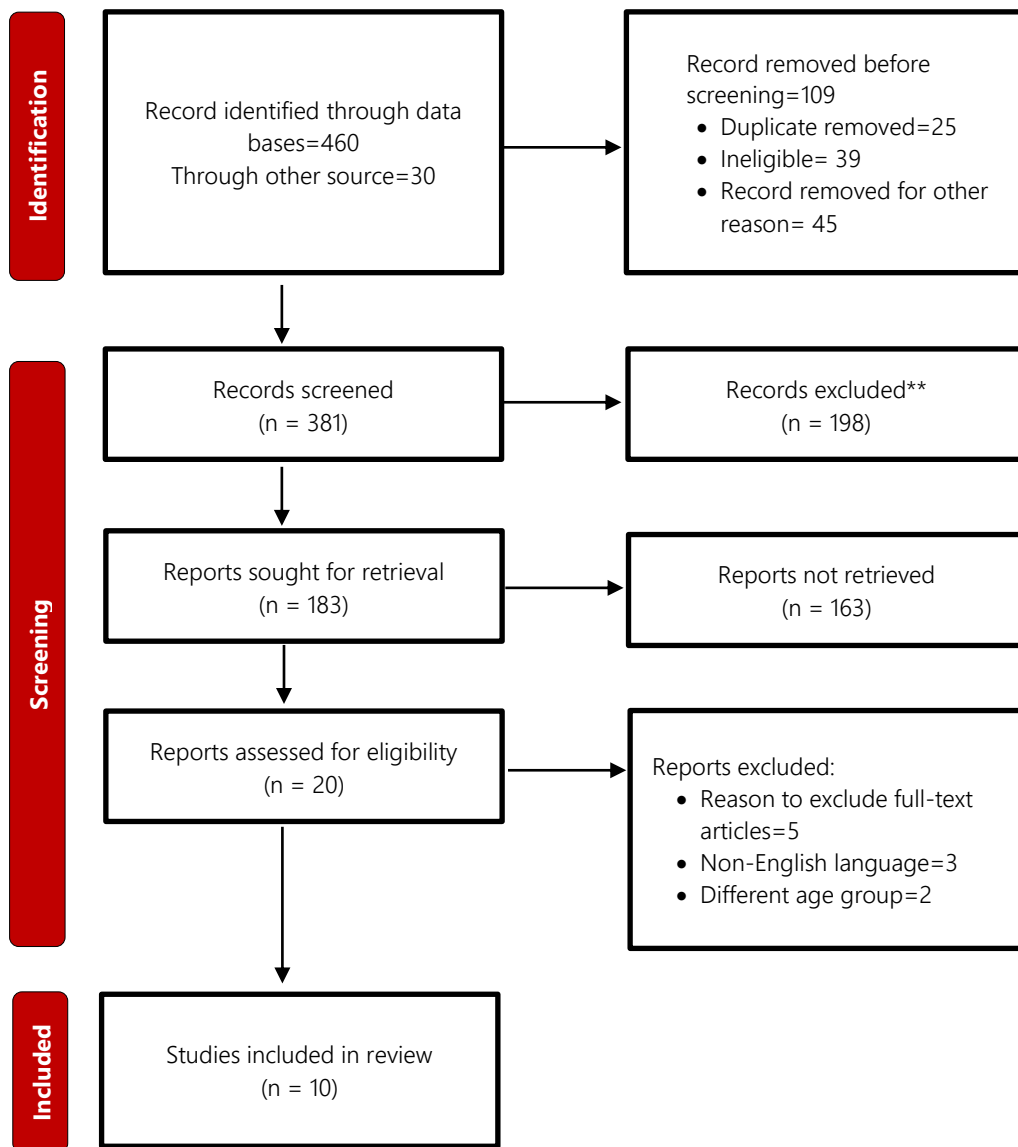 Identification
Record identified through data
bases=460
Through other source=30
Record removed before
screening=109
• Duplicate removed=25
• Ineligible= 39
• Record removed for other
reason= 45
Screening
Records screened
(n = 381)
Records excluded**
(n = 198)
Reports sought for retrieval
(n = 183)
Reports not retrieved
(n = 163)
Reports assessed for eligibility
(n = 20)
Reports excluded:
• Reason to exclude full-text
articles=5
• Non-English language=3
• Different age group=2
Included
Studies included in review
(n = 10)